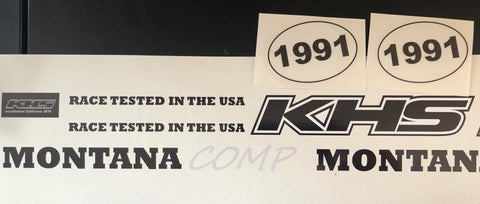 1991
1991
KHS
established California 1974
RACE TESTED IN THE USA
RACE TESTED IN THE USA
KHS
MONTANA COMP
MONTAN